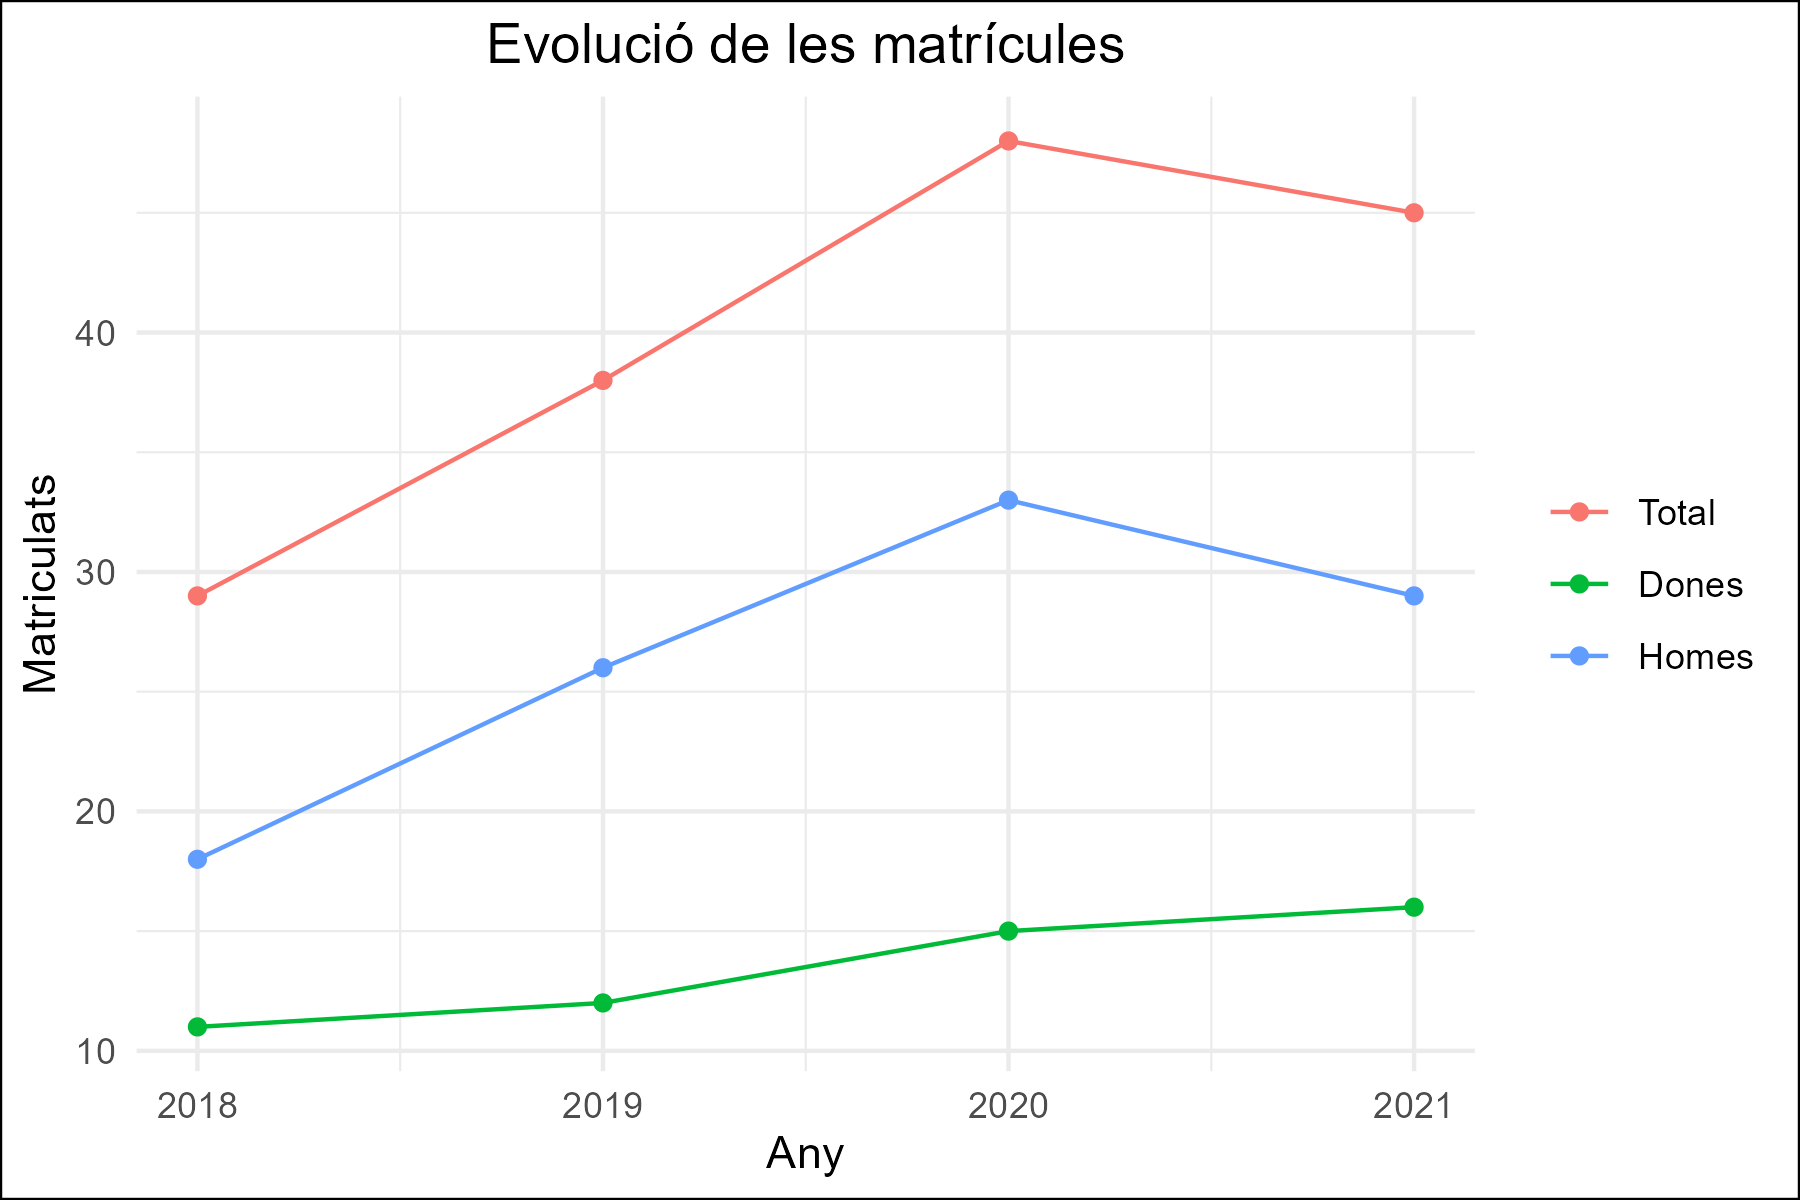 Evolució de les matrícules
Matriculats
40
30
20
10
2018
2019
2020
2021
Any
Total
Dones
Homes